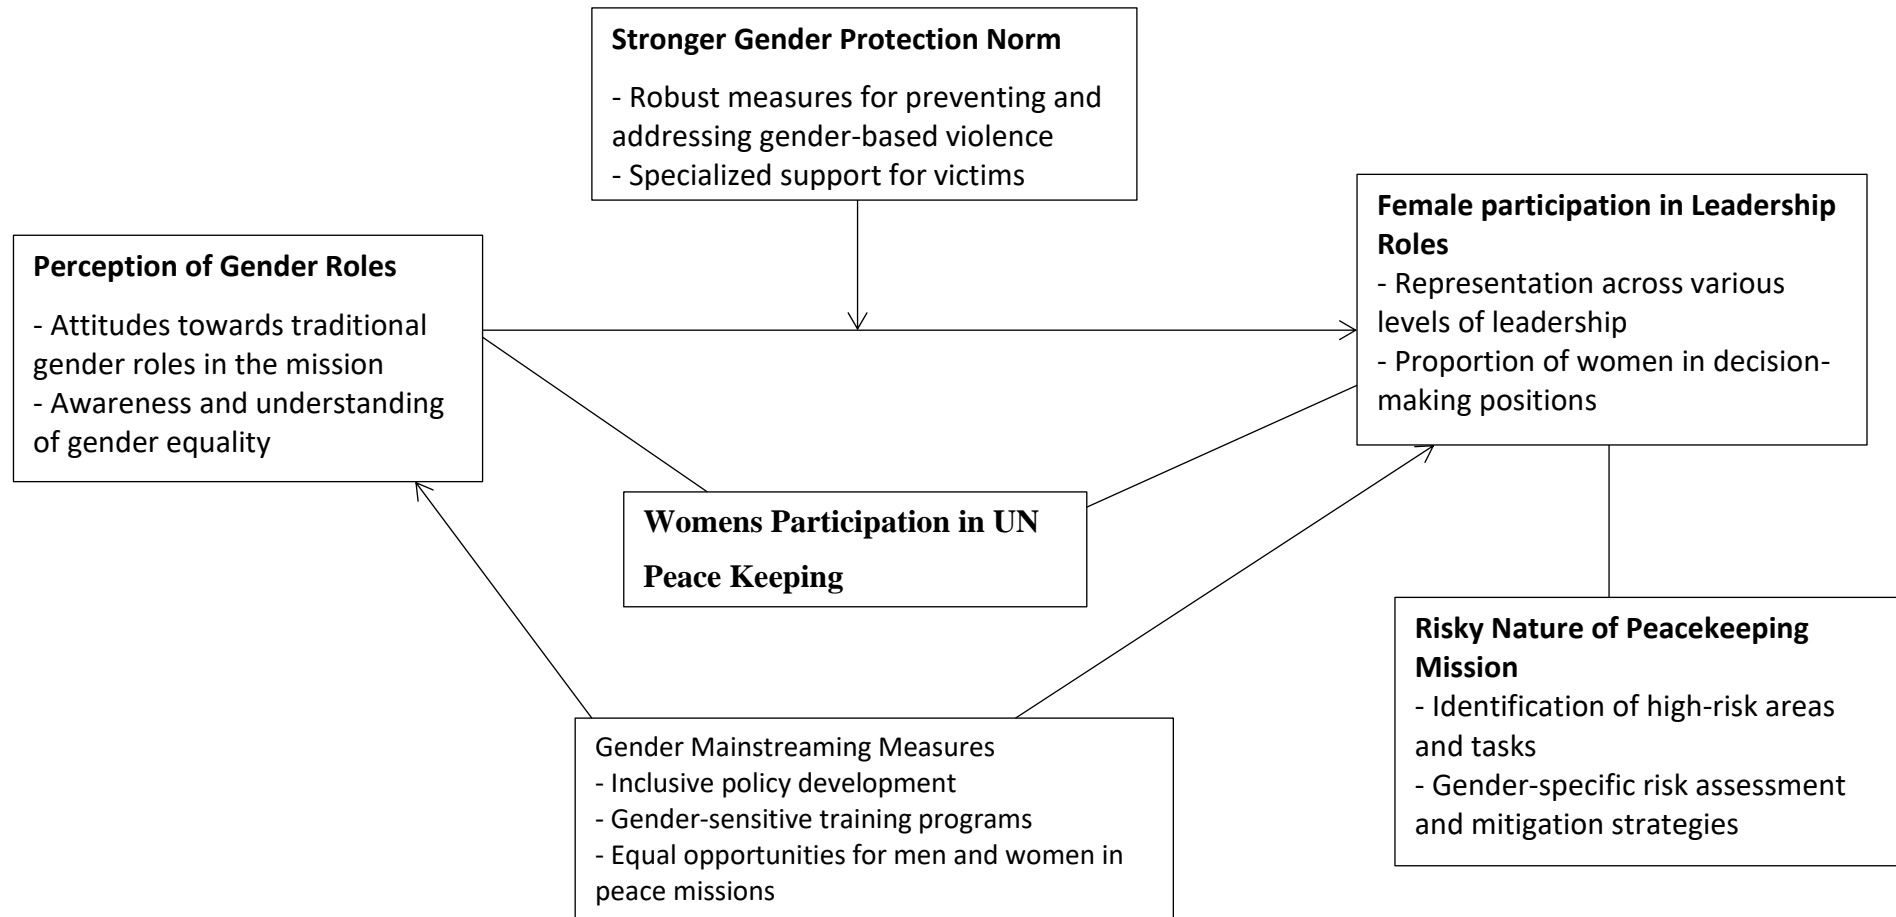 Stronger Gender Protection Norm
- Robust measures for preventing and
addressing gender-based violence
- Specialized support for victims
Female participation in Leadership
Roles
- Representation across various
levels of leadership
- Proportion of women in decision-
making positions
Perception of Gender Roles
- Attitudes towards traditional
gender roles in the mission
- Awareness and understanding
of gender equality
Womens Participation in UN
Peace Keeping
Risky Nature of Peacekeeping
Mission
- Identification of high-risk areas
and tasks
- Gender-specific risk assessment
and mitigation strategies
Gender Mainstreaming Measures
- Inclusive policy development
- Gender-sensitive training programs
- Equal opportunities for men and women in
peace missions